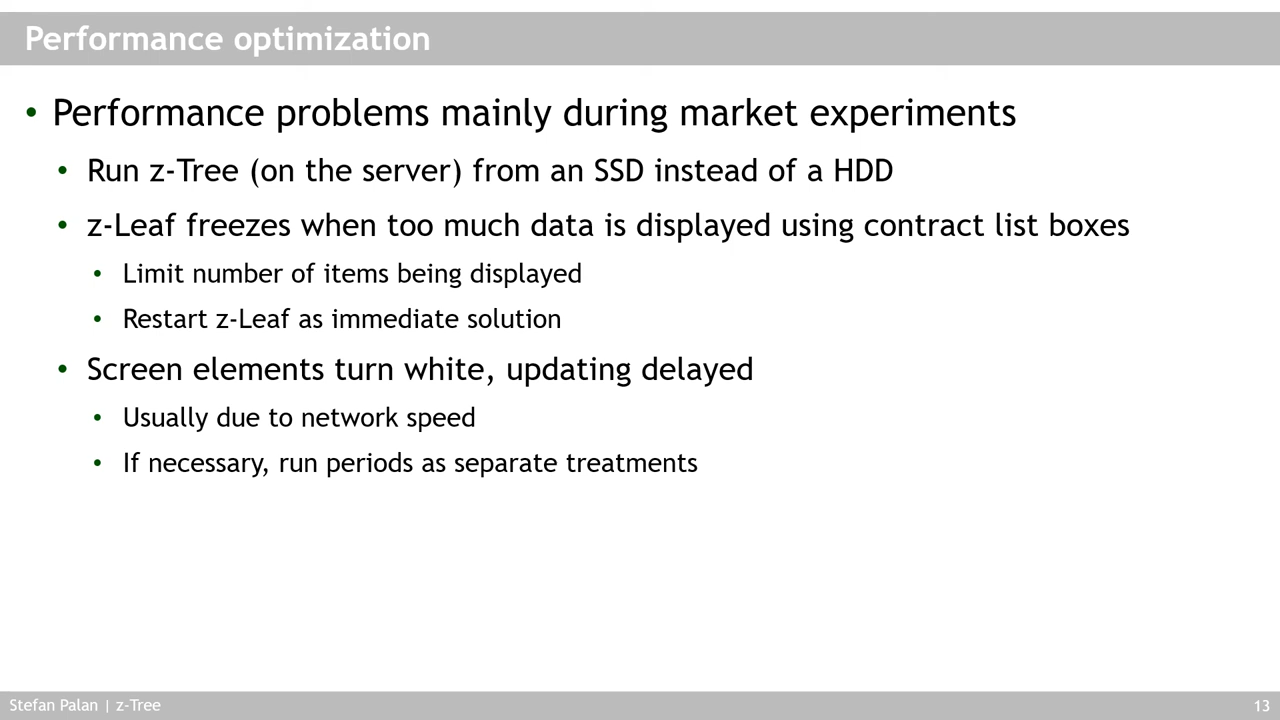 Performance optimization
• Performance problems mainly during market experiments
• Run z-Tree (on the server) from an SSD instead of a HDD
• z-Leaf freezes when too much data is displayed using contract list boxes
• Limit number of items being displayed
• Restart z-Leaf as immediate solution
• Screen elements turn white, updating delayed
• Usually due to network speed
• If necessary, run periods as separate treatments
Stefan Palan | z-Tree
13